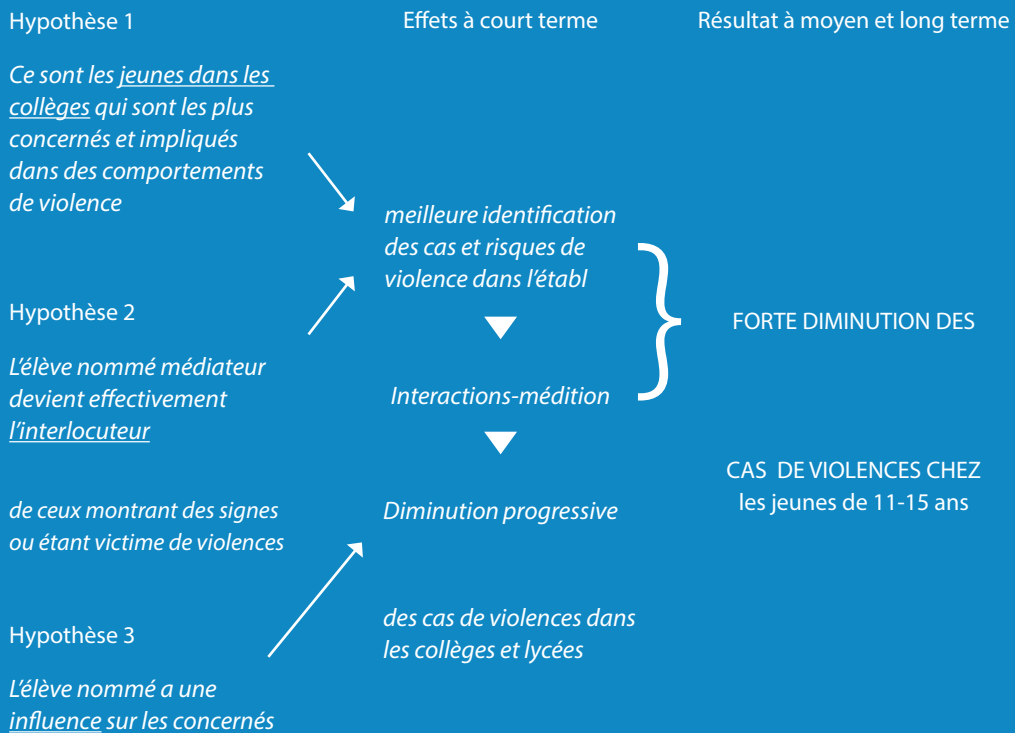 Hypothèse 1
Ce sont les jeunes dans les
collèges qui sont les plus
concernés et impliqués
dans des comportements
de violence
Hypothèse 2
L'élève nommé médiateur
devient effectivement
l'interlocuteur
de ceux montrant des signes
ou étant victime de violences
Hypothèse 3
L'élève nommé a une
influence sur les concernés
Effets à court terme
meilleure identification
des cas et risques de
violence dans l'établ
Interactions-médition
Diminution progressive
des cas de violences dans
les collèges et lycées
Résultat à moyen et long terme
FORTE DIMINUTION DES
CAS DE VIOLENCES CHEZ
les jeunes de 11-15 ans